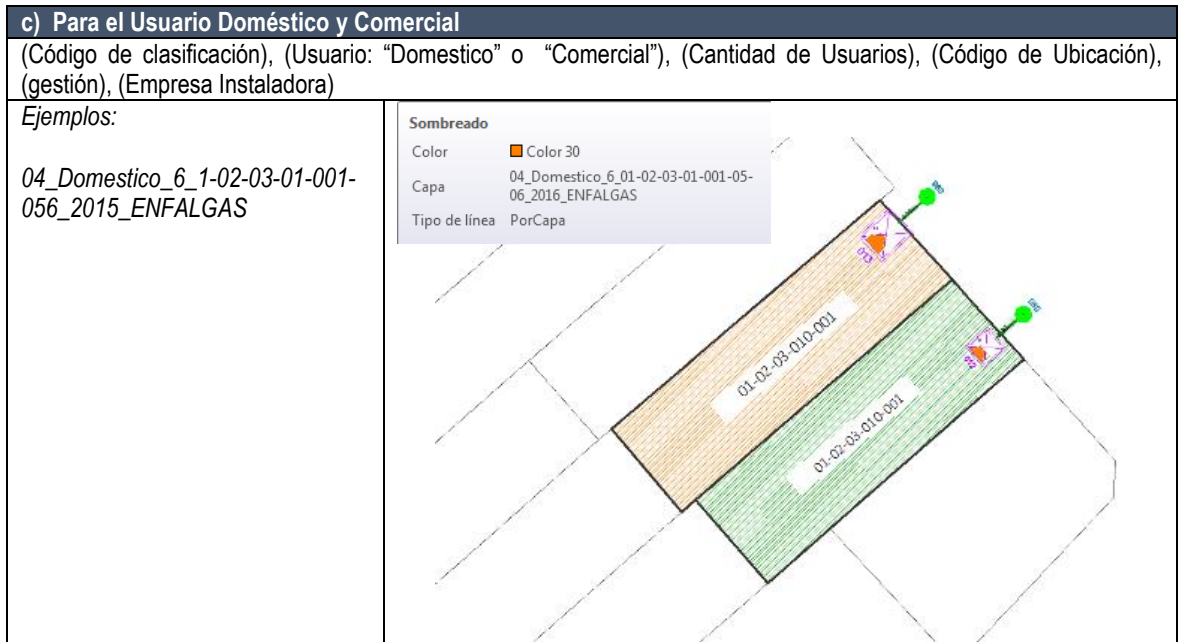 c) Para el Usuario Doméstico y Comercial
(Código de clasificación), (Usuario: “Domestico” o “Comercial”), (Cantidad de Usuarios), (Código de Ubicación),
(gestión), (Empresa Instaladora)
Ejemplos:
04_Domestico_6_1-02-03-01-001-
056_2015_ENFALGAS
Sombreado
Color Color 30
Capa 04_Domestico_6_01-02-03-01-001-05-
06_2016_ENFALGAS
Tipo de línea PorCapa
01-02-03-010-001
01-02-03-010-001